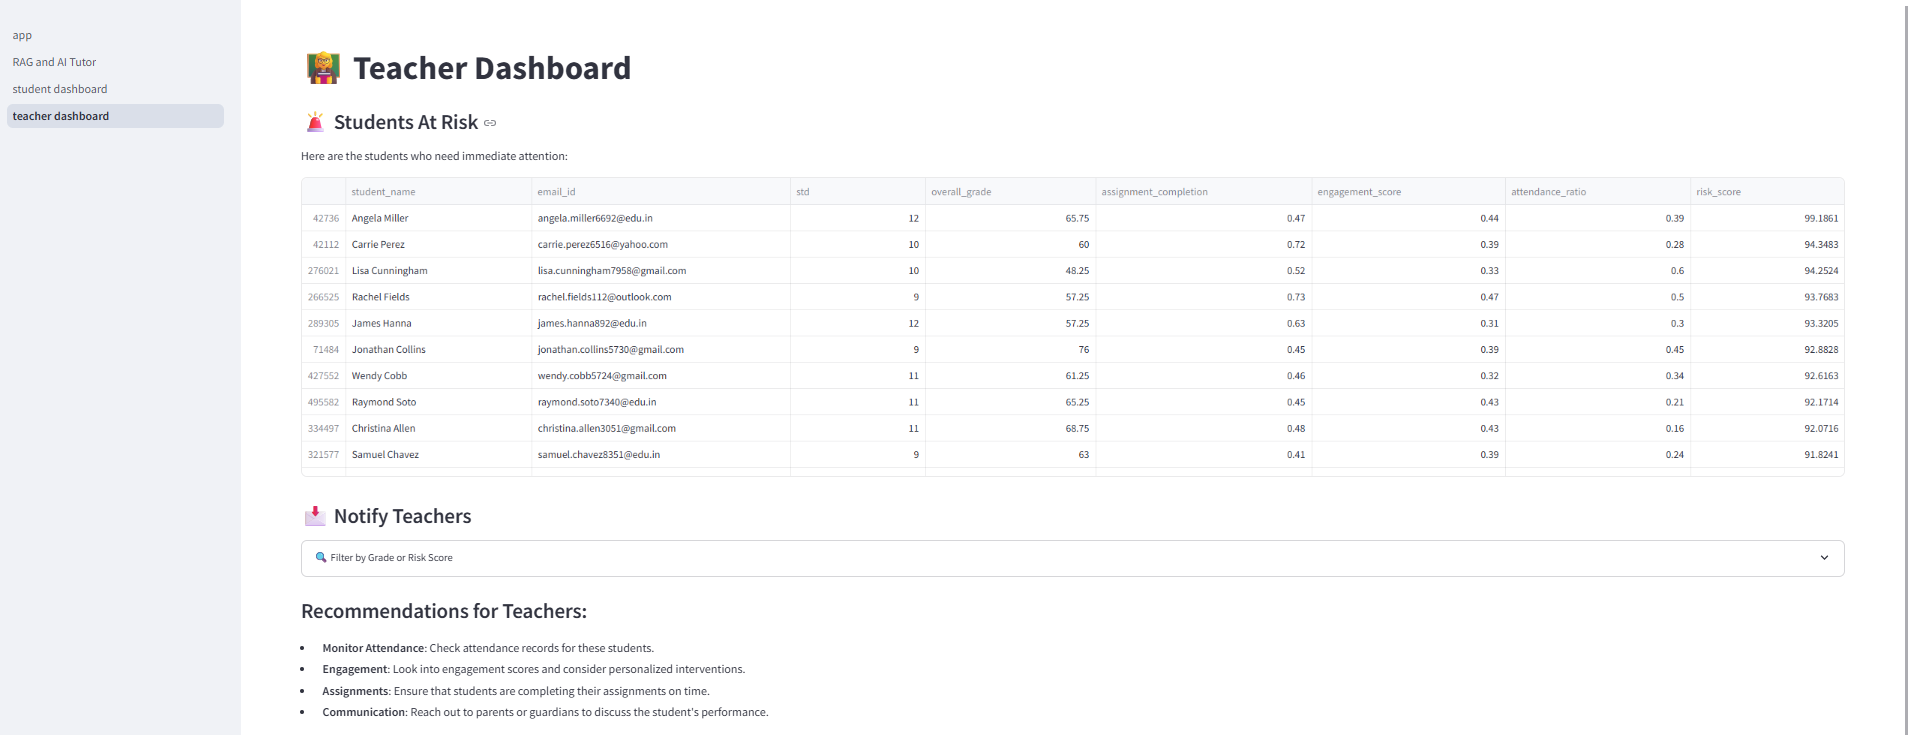 app
RAG and AI Tutor
student dashboard
teacher dashboard
Teacher Dashboard
Students At Risk
Here are the students who need immediate attention:
student_name email_id std overall_grade assignment_completion engagement_score attendance_ratio risk_score
42736 Angela Miller angela.miller6692@edu.in 12 65.75 0.47 0.44 0.39 99.1861
42112 Carrie Perez carrie.perez6516@yahoo.com 10 60 0.72 0.39 0.28 94.3483
276021 Lisa Cunningham lisa.cunningham7958@gmail.com 10 48.25 0.52 0.33 0.6 94.2524
266525 Rachel Fields rachel.fields112@outlook.com 9 57.25 0.73 0.47 0.5 93.7683
289305 James Hanna james.hanna892@edu.in 12 57.25 0.63 0.31 0.3 93.3205
71484 Jonathan Collins jonathan.collins5730@gmail.com 9 76 0.45 0.39 0.45 92.8828
427552 Wendy Cobb wendy.cobb5724@gmail.com 11 61.25 0.46 0.32 0.34 92.6163
495582 Raymond Soto raymond.soto7340@edu.in 11 65.25 0.45 0.43 0.21 92.1714
334497 Christina Allen christina.allen3051@gmail.com 11 68.75 0.48 0.43 0.16 92.0716
321577 Samuel Chavez samuel.chavez8351@edu.in 9 63 0.41 0.39 0.24 91.8241
Notify Teachers
Filter by Grade or Risk Score
Recommendations for Teachers:
• Monitor Attendance: Check attendance records for these students.
• Engagement: Look into engagement scores and consider personalized interventions.
• Assignments: Ensure that students are completing their assignments on time.
• Communication: Reach out to parents or guardians to discuss the student's performance.